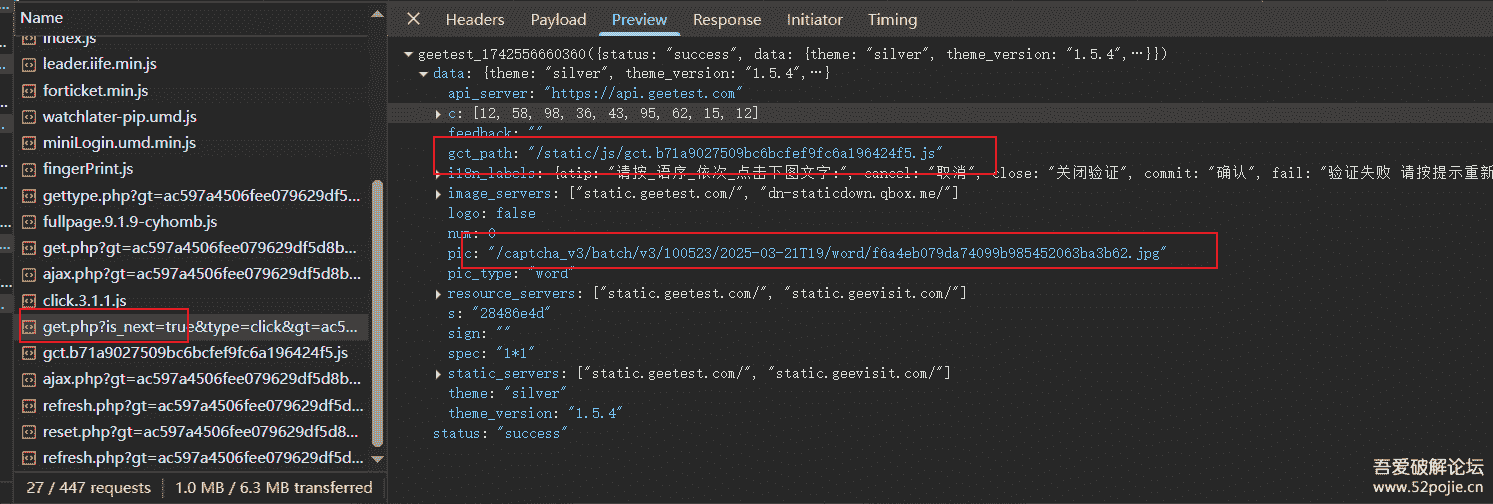 Name
index.js
leader.iife.min.js
forticket.min.js
watchlater-pip.umd.js
miniLogin.umd.min.js
fingerPrint.js
gettype.php?gt=ac597a4506fee079629df5d8...
fullpage.9.1.9-cyhomb.js
get.php?gt=ac597a4506fee079629df5d8b...
ajax.php?gt=ac597a4506fee079629df5d8b...
click.3.1.1.js
get.php?is_next=true&type=click&gt=ac5...
gct.b71a9027509bc6bcfef9fc6a196424f5.js
ajax.php?gt=ac597a4506fee079629df5d8b...
refresh.php?gt=ac597a4506fee079629df5d...
reset.php?gt=ac597a4506fee079629df5d8...
refresh.php?gt=ac597a4506fee079629df5d...
27 / 447 requests 1.0 MB / 6.3 MB transferred
Headers Payload Preview Response Initiator Timing
geetest_1742556660360({status: "success", data: {theme: "silver", theme_version: "1.5.4",…}})
data: {theme: "silver", theme_version: "1.5.4",…}
api_server: "https://api.geetest.com"
c: [12, 58, 98, 36, 43, 95, 62, 15, 12]
feedback: ""
gct_path: "/static/js/gct.b71a9027509bc6bcfef9fc6a196424f5.js"
i18n_labels: {atip: "请按_语序_依次_点击下图文字:", cancel: "取消", close: "关闭验证", commit: "确认", fail: "验证失败 请按提示重新
image_servers: ["static.geetest.com/", "dn-staticdown.qbox.me/"]
logo: false
num: 0
pic: "/captcha_v3/batch/v3/100523/2025-03-21T19/word/f6a4eb079da74099b985452063ba3b62.jpg"
pic_type: "word"
resource_servers: ["static.geetest.com/", "static.geevisit.com/"]
s: "28486e4d"
sign: ""
spec: "1*1"
static_servers: ["static.geetest.com/", "static.geevisit.com/"]
theme: "silver"
theme_version: "1.5.4"
status: "success"
吾爱破解论坛
www.52pojie.cn